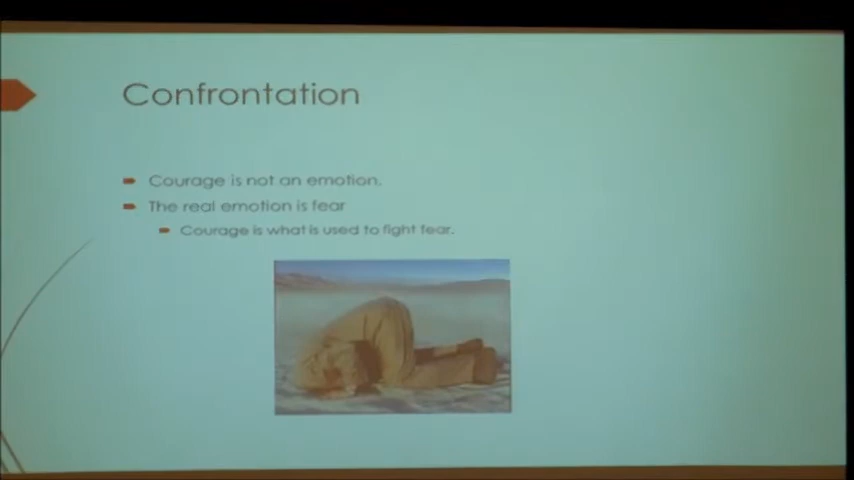 Confrontation
Courage is not an emotion.
The real emotion is fear
Courage is what is used to fight fear.